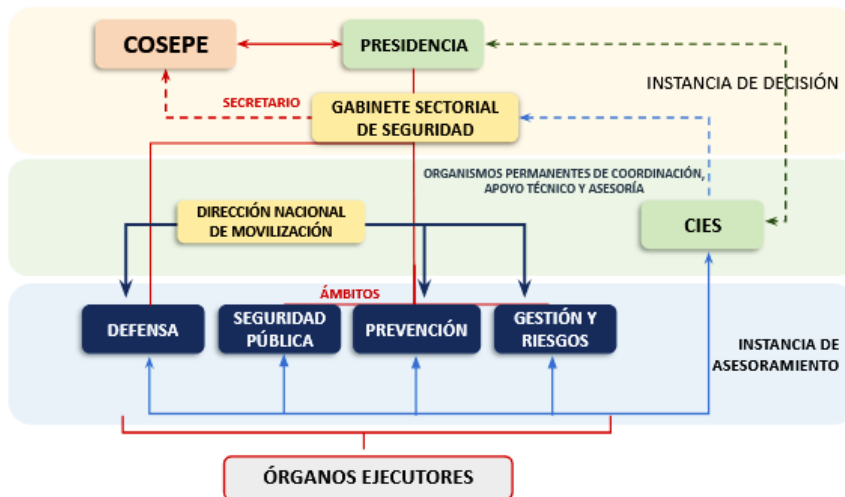 COSEPE
PRESIDENCIA
INSTANCIA DE DECISIÓN
SECRETARIO
GABINETE SECTORIAL
DE SEGURIDAD
ORGANISMOS PERMANENTES DE COORDINACIÓN,
APOYO TÉCNICO Y ASESORÍA
DIRECCIÓN NACIONAL
DE MOVILIZACIÓN
CIES
ÁMBITOS
DEFENSA
SEGURIDAD
PÚBLICA
PREVENCIÓN
GESTIÓN Y
RIESGOS
INSTANCIA DE
ASESORAMIENTO
ÓRGANOS EJECUTORES